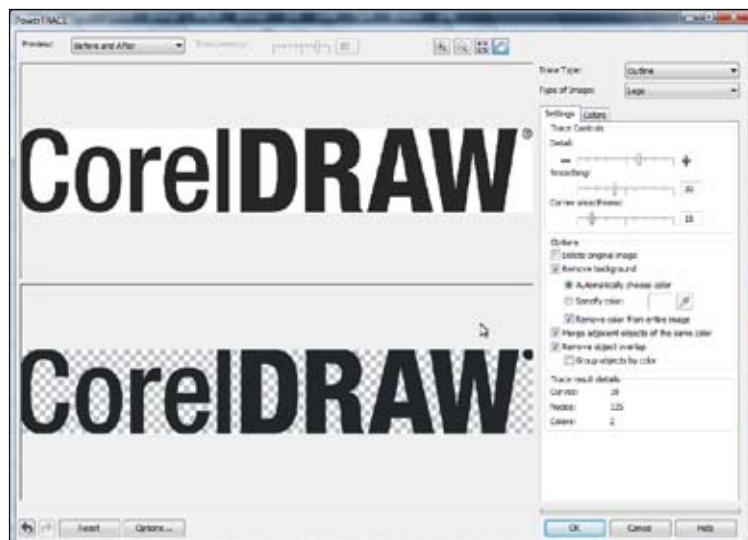 PowerTRACE
Preview: Before and After Transparency:
Trace Type: Outline
Type of Image: Logo
Settings Colors
Trace Controls
Detail:
Smoothing:
Corner smoothness:
CorelDRAW®
Options
Delete original image
Remove background
Automatically choose color
Specify color:
Remove color from entire image
Merge adjacent objects of the same color
Remove object overlap
Group objects by color
Trace result details
Curves:
Nodes: 125
Colors: 2
CorelDRAW
Reset Options... OK Cancel Help